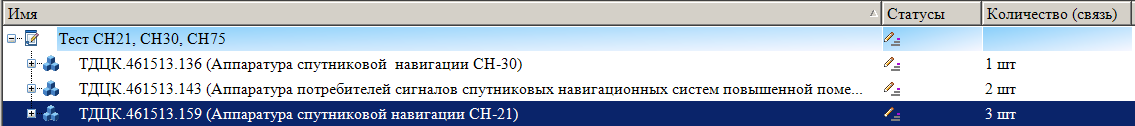 Имя Статусы Количество (связь)
Тест СН21, СН30, СН75
ТДЦК.461513.136 (Аппаратура спутниковой навигации СН-30) 1 шт
ТДЦК.461513.143 (Аппаратура потребителей сигналов спутниковых навигационных систем повышенной поме... 2 шт
ТДЦК.461513.159 (Аппаратура спутниковой навигации СН-21) 3 шт